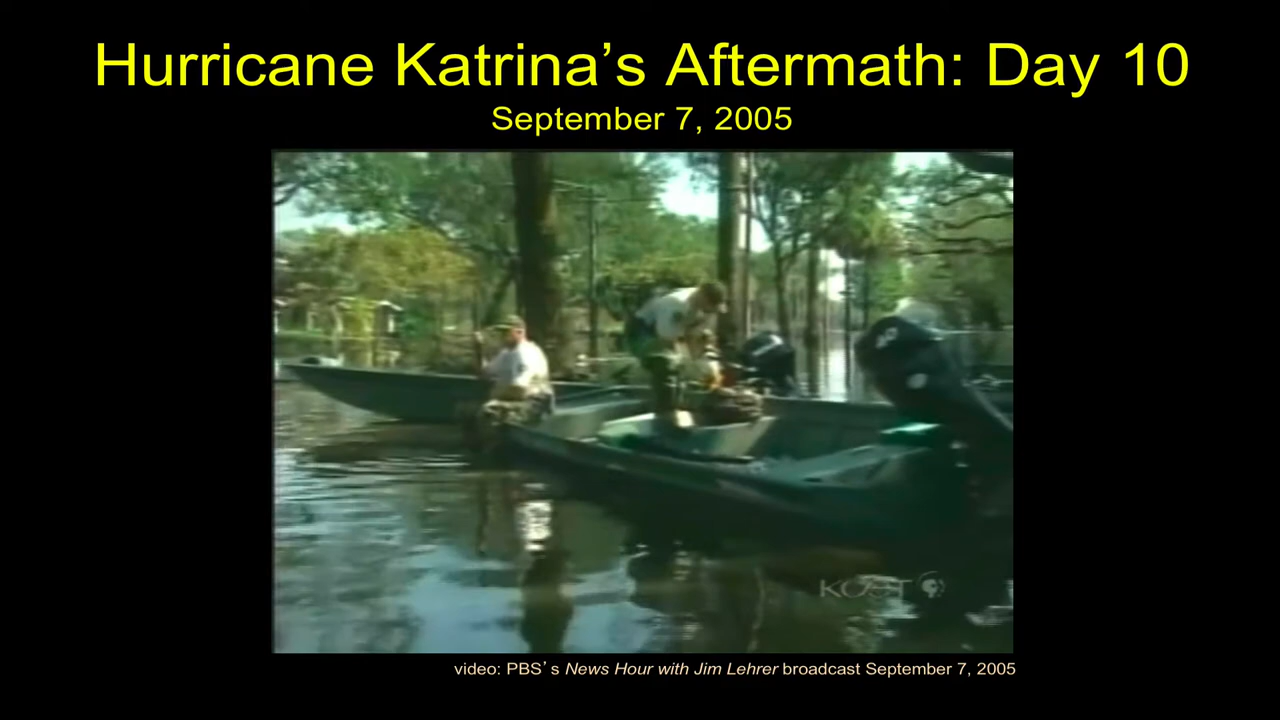 Hurricane Katrina’s Aftermath: Day 10
September 7, 2005
KCET
video: PBS’s News Hour with Jim Lehrer broadcast September 7, 2005